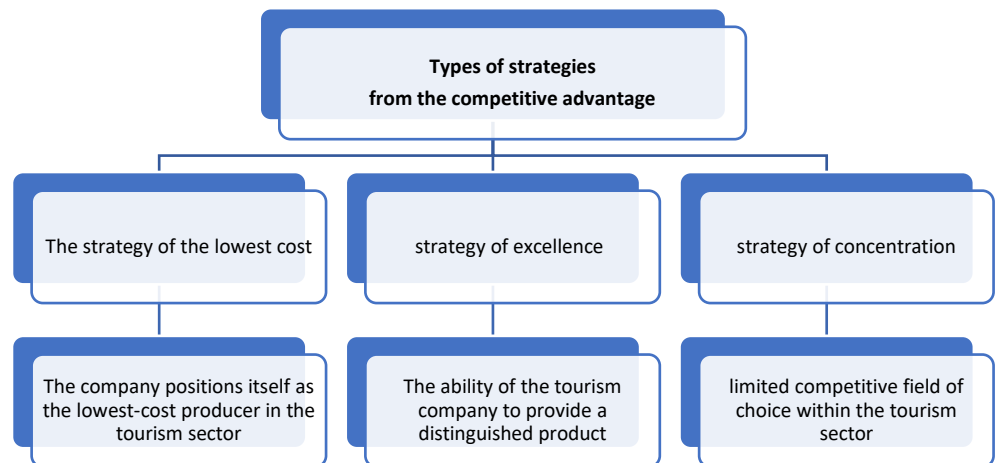 Types of strategies
from the competitive advantage
The strategy of the lowest cost
strategy of excellence
strategy of concentration
The company positions itself as
the lowest-cost producer in the
tourism sector
The ability of the tourism
company to provide a
distinguished product
limited competitive field of
choice within the tourism
sector